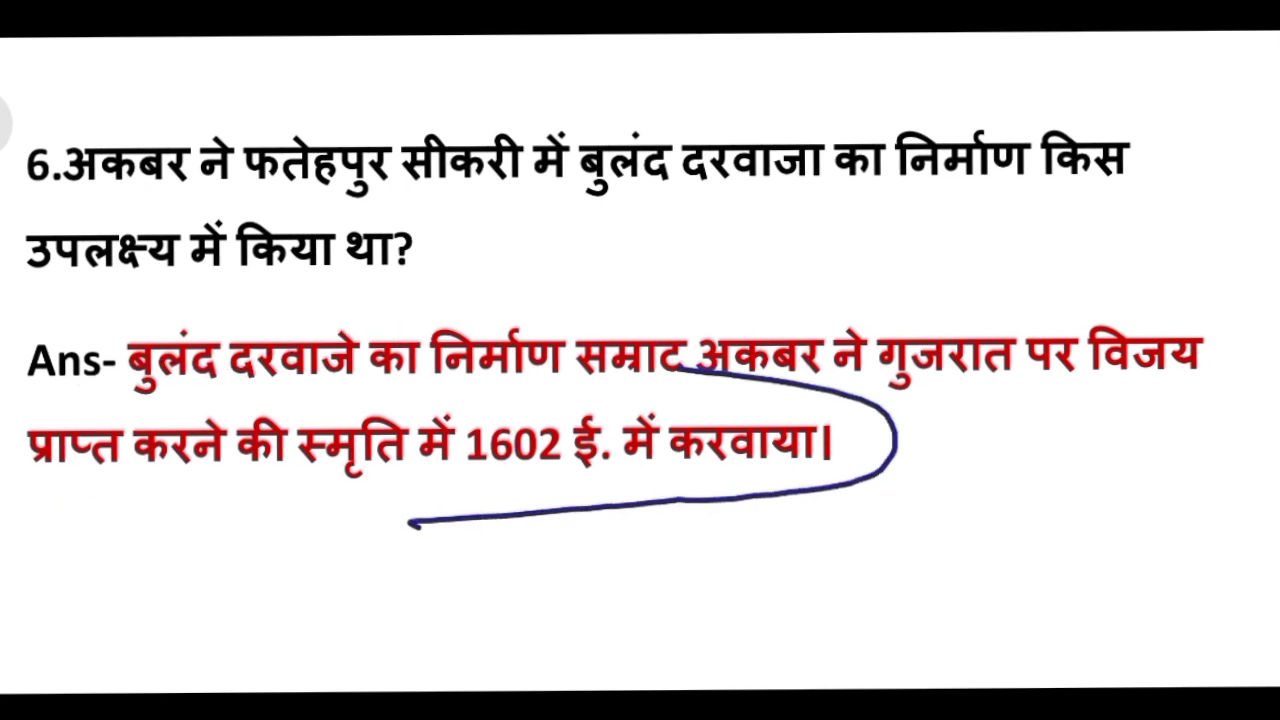 6.अकबर ने फतेहपुर सीकरी में बुलंद दरवाजा का निर्माण किस
उपलक्ष्य में किया था?
Ans- बुलंद दरवाजे का निर्माण सम्राट अकबर ने गुजरात पर विजय
प्राप्त करने की स्मृति में 1602 ई. में करवाया।